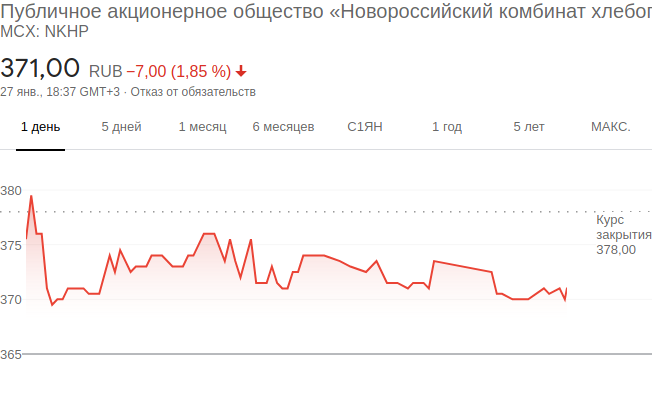 Публичное акционерное общество «Новороссийский комбинат хлебоп
MCX: NKHP
371,00 RUB −7,00 (1,85 %)
27 янв., 18:37 GMT+3 · Отказ от обязательств
1 день 5 дней 1 месяц 6 месяцев С1ЯН 1 год 5 лет МАКС.
380
Курс
закрытия
378,00
375
370
365